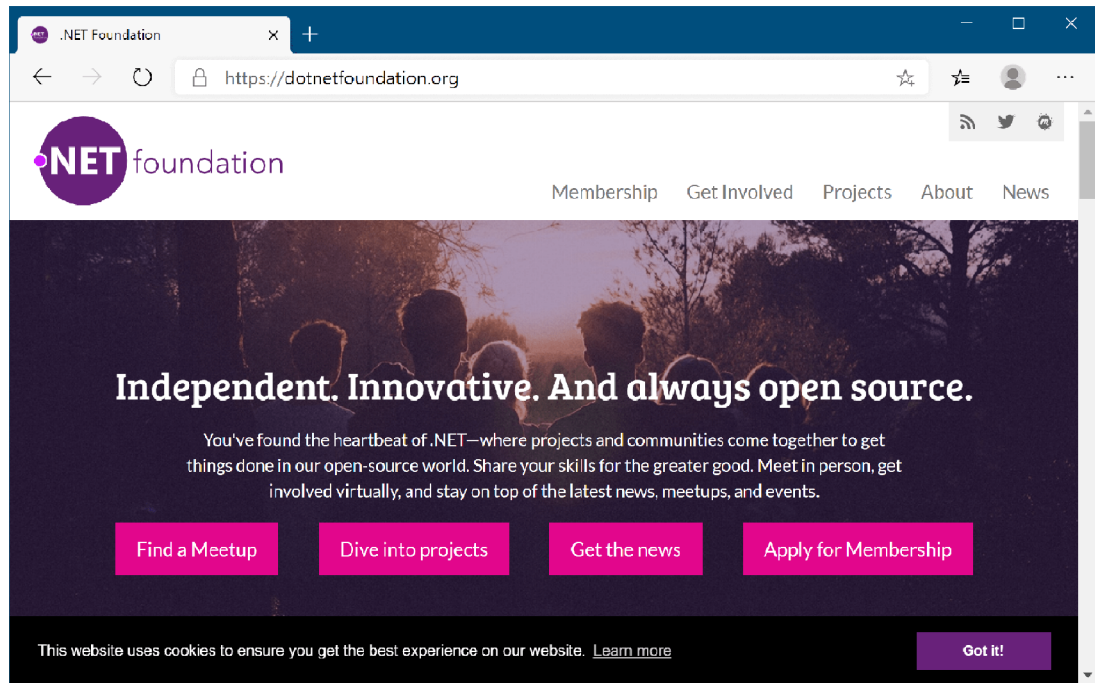 .NET Foundation
https://dotnetfoundation.org
.NET foundation
Membership Get Involved Projects About News
Independent. Innovative. And always open source.
You've found the heartbeat of .NET—where projects and communities come together to get
things done in our open-source world. Share your skills for the greater good. Meet in person, get
involved virtually, and stay on top of the latest news, meetups, and events.
Find a Meetup Dive into projects Get the news Apply for Membership
This website uses cookies to ensure you get the best experience on our website. Learn more Got it!